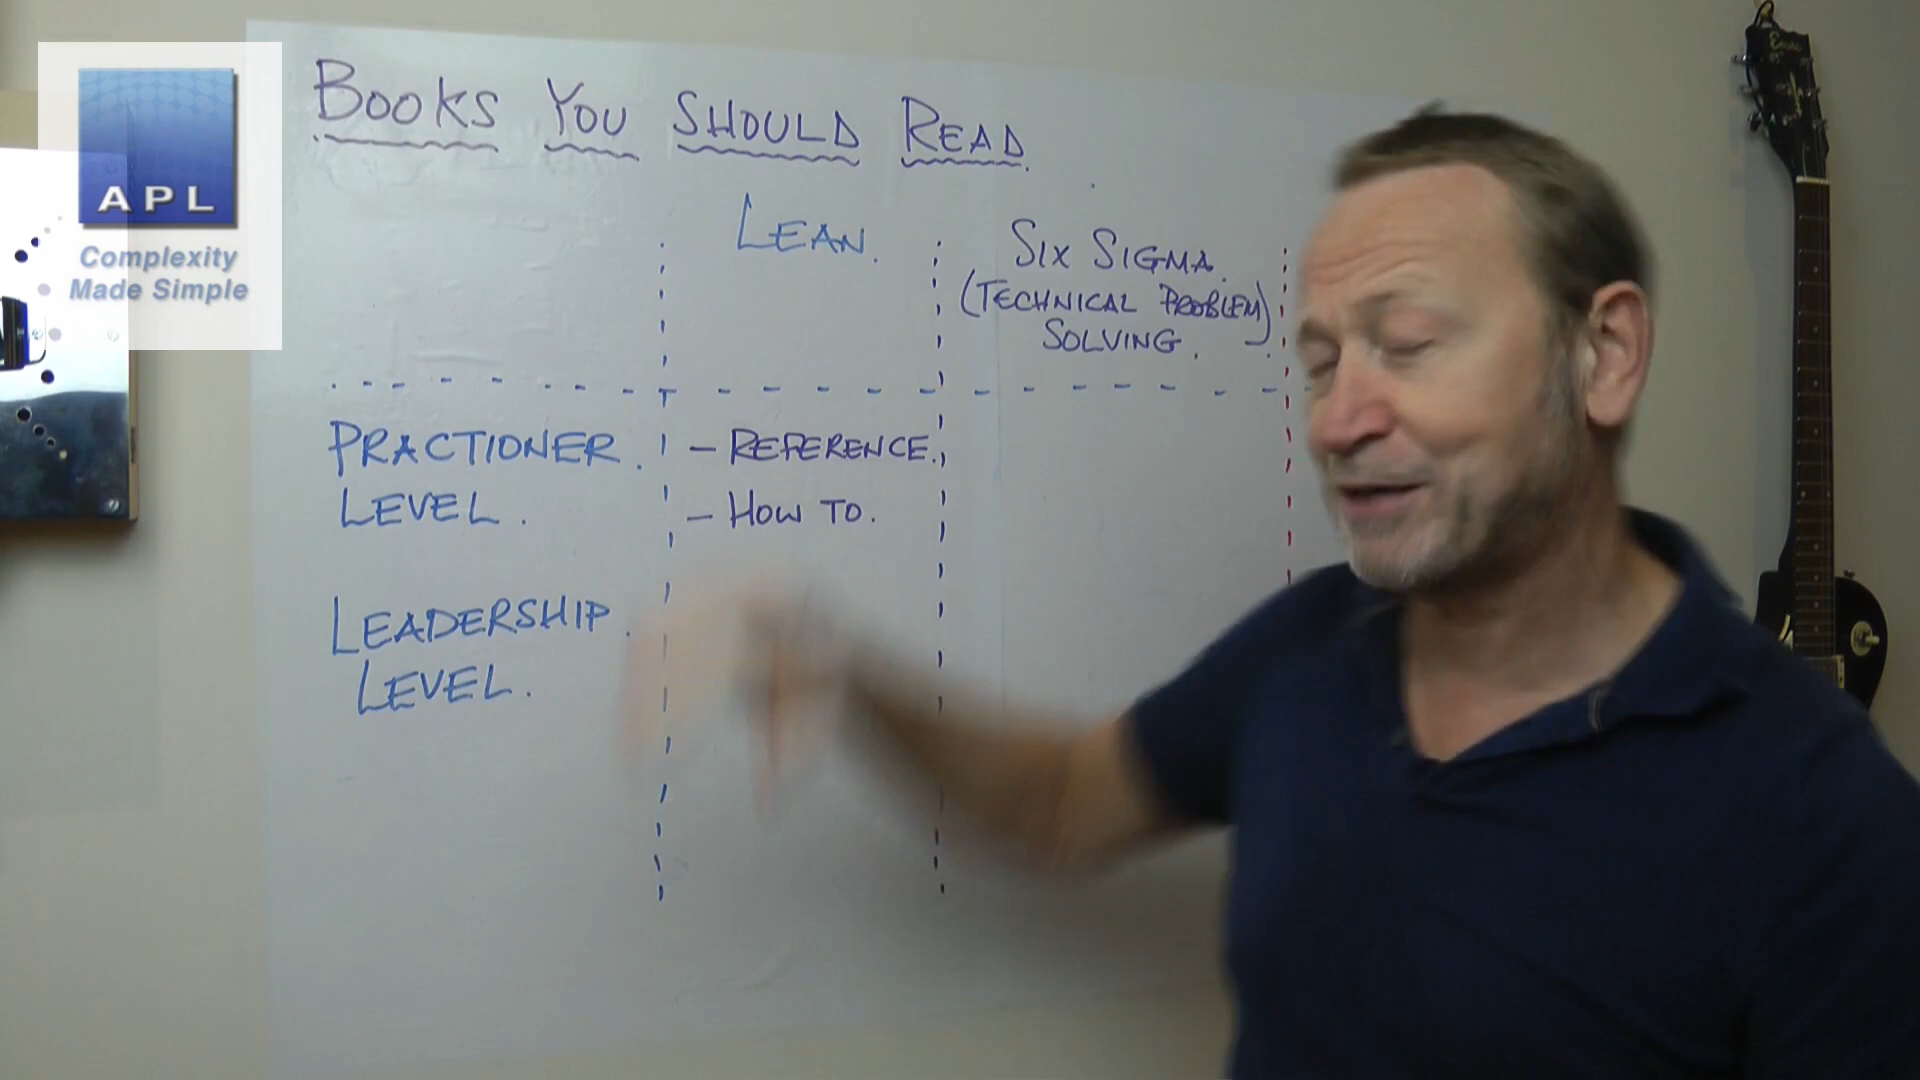 BOOKS YOU SHOULD READ.
APL
Complexity
Made Simple
LEAN.
SIX SIGMA.
(TECHNICAL PROBLEM)
SOLVING.
PRACTIONER.
LEVEL.
- REFERENCE.
- HOW TO.
LEADERSHIP.
LEVEL.